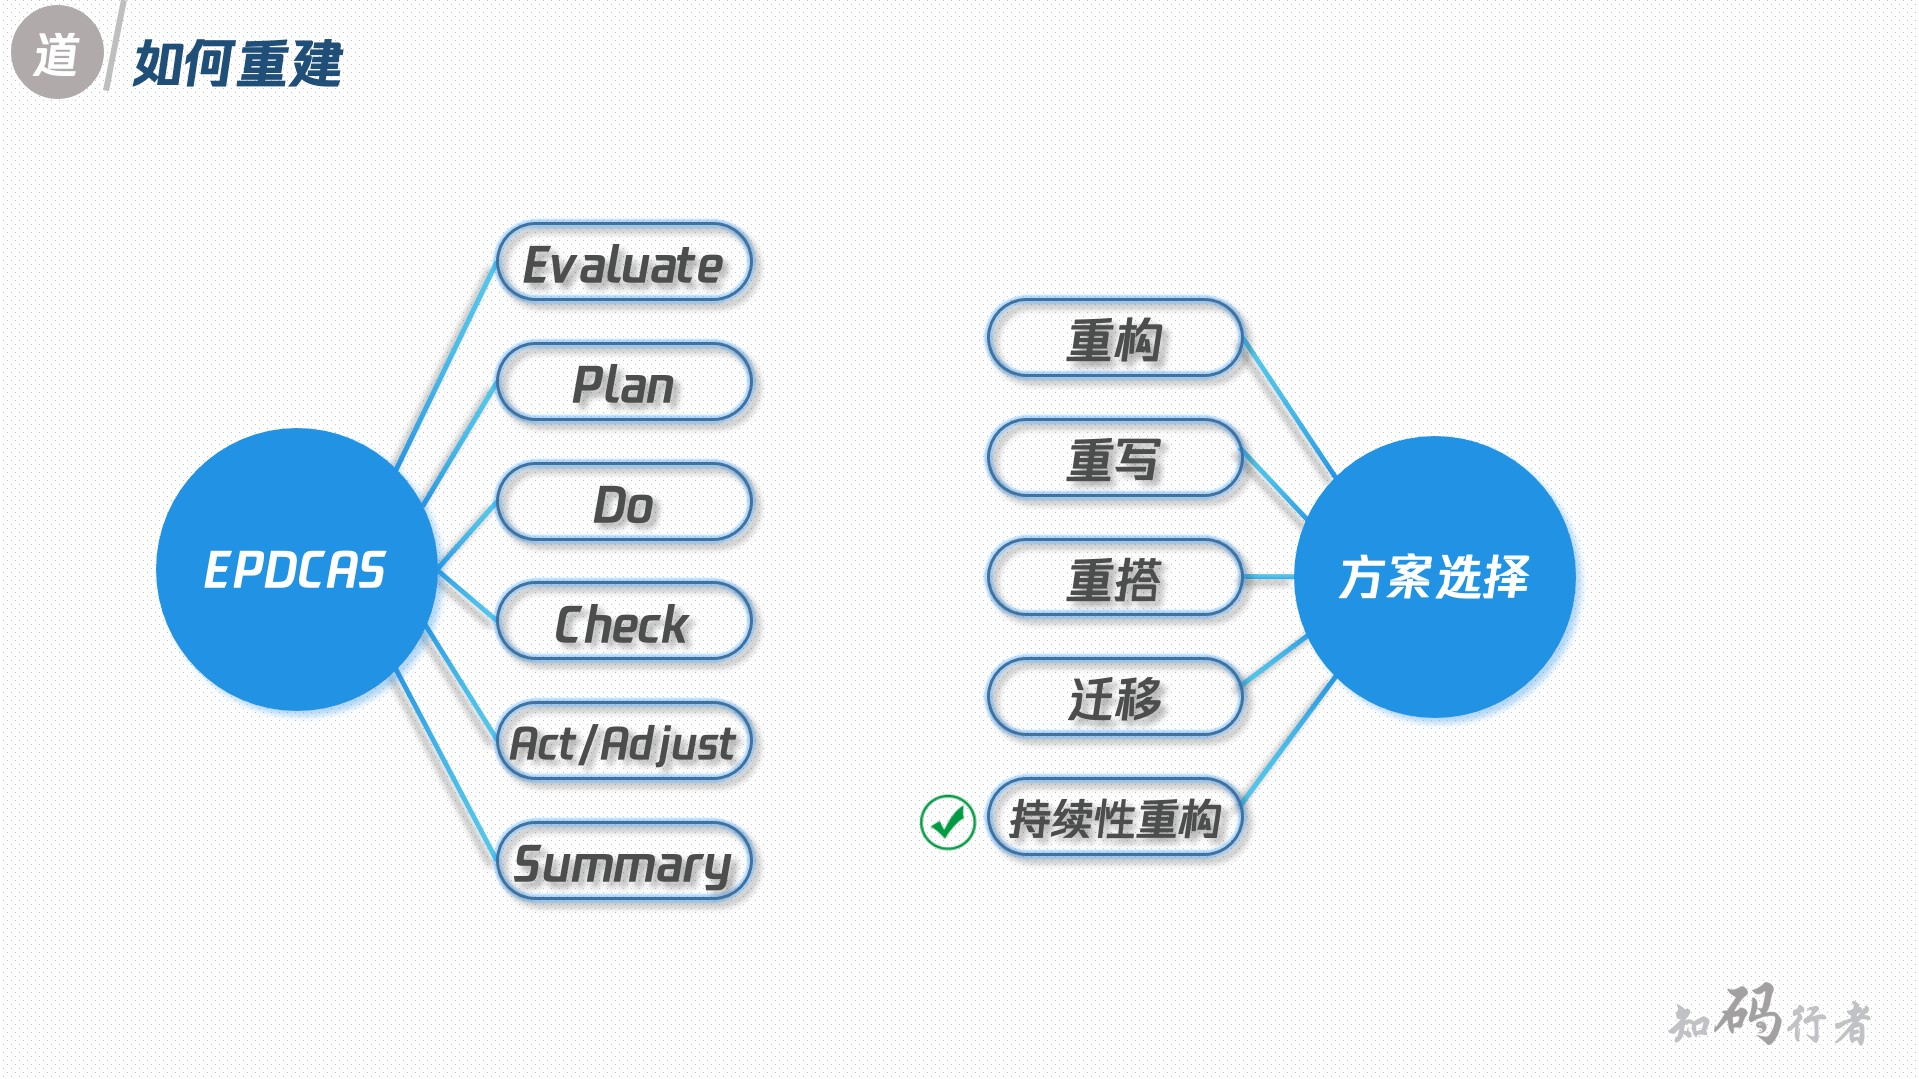 道
如何重建
EPDCAS
Evaluate
Plan
Do
Check
Act/Adjust
Summary
重构
重写
重搭
迁移
持续性重构
方案选择
知码行者